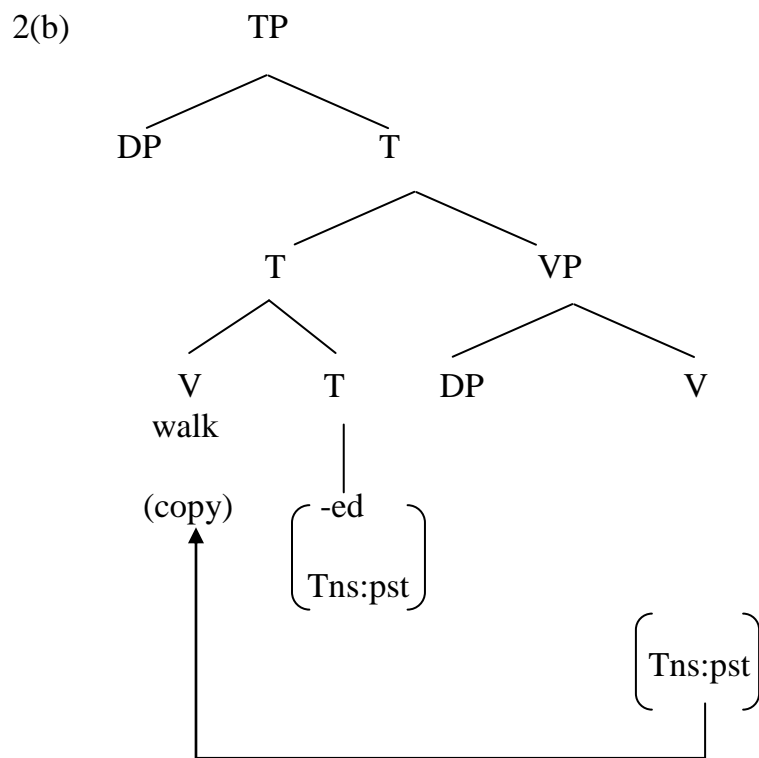 2(b) TP
DP T
T VP
V T DP V
walk
(copy) -ed
Tns:pst
Tns:pst